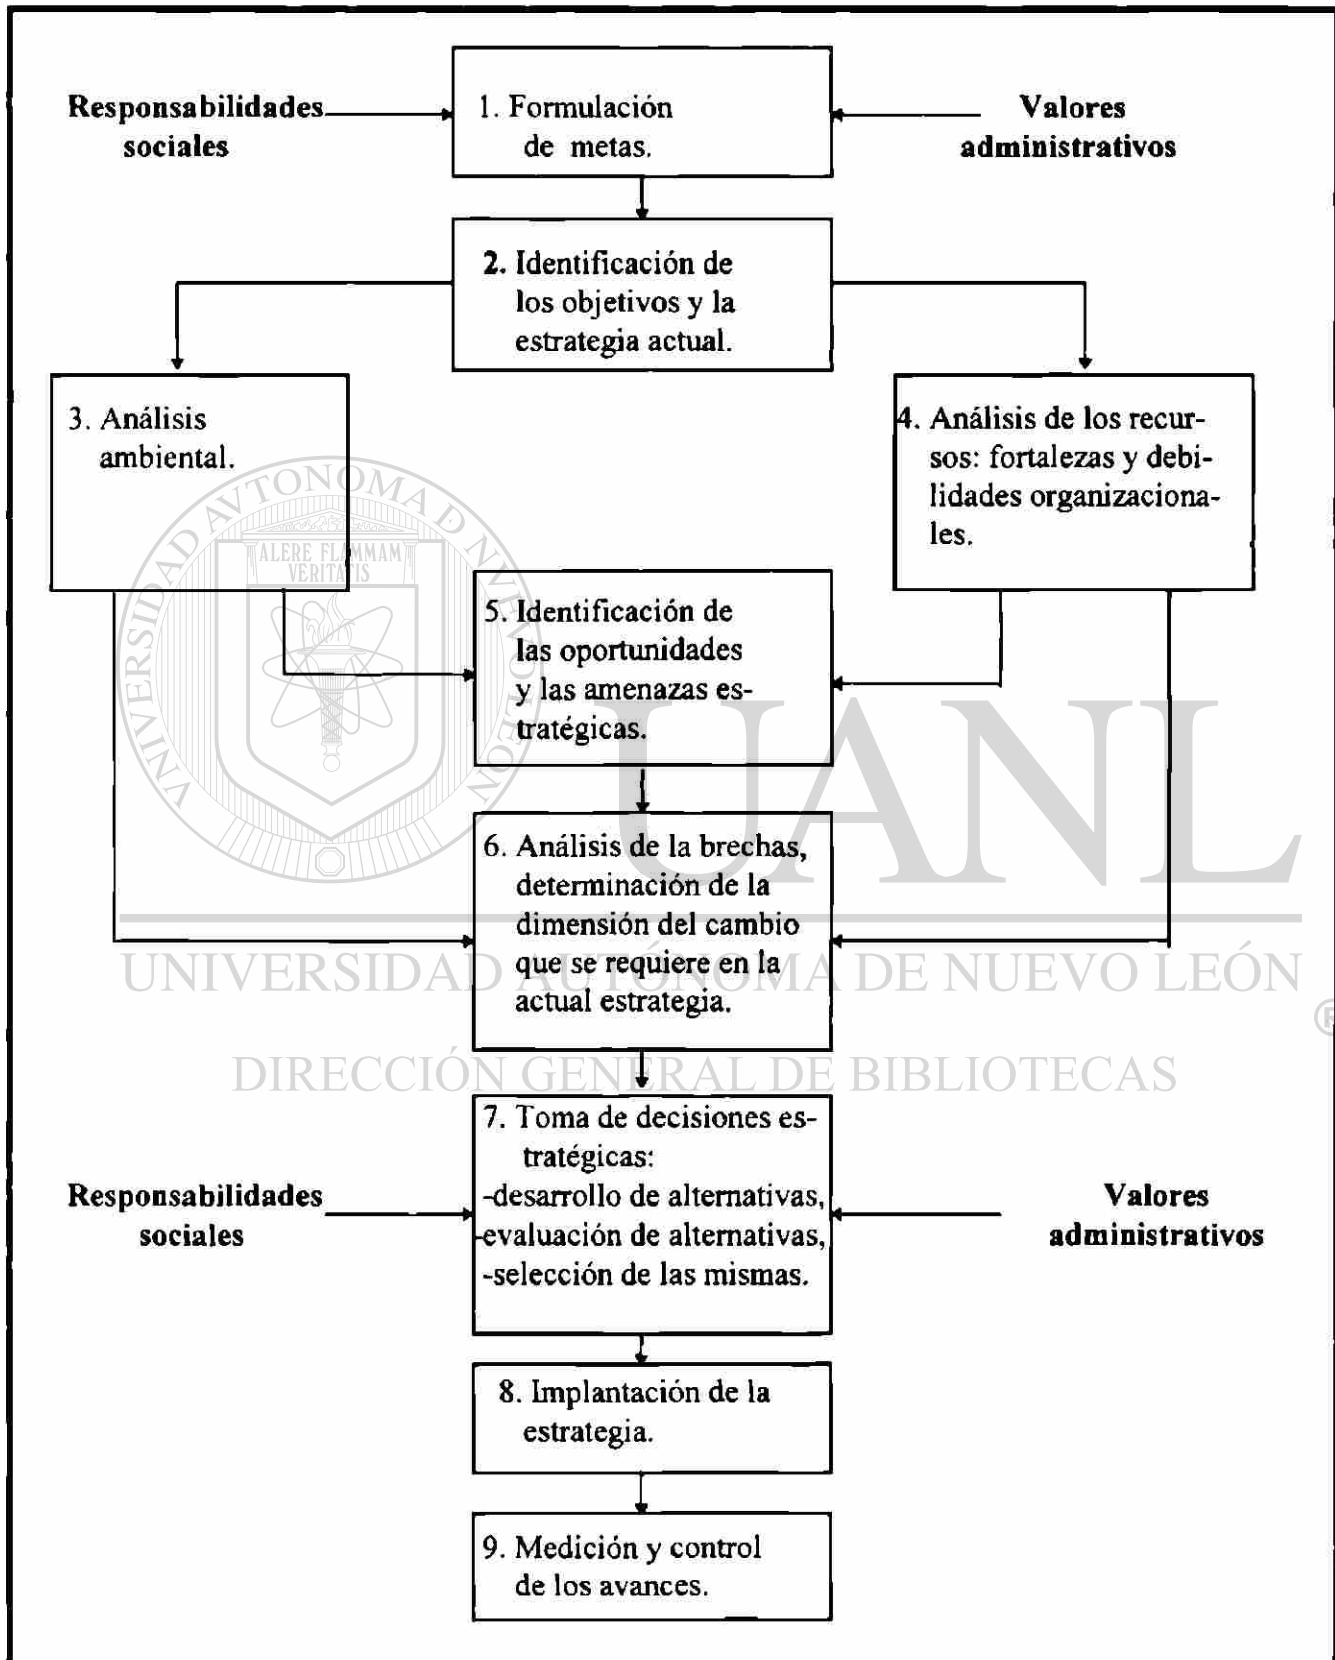 Responsabilidades
sociales
1. Formulación
de metas.
Valores
administrativos
2. Identificación de
los objetivos y la
estrategia actual.
3. Análisis
ambiental.
4. Análisis de los recur-
sos: fortalezas y debi-
lidades organizaciona-
les.
UNIVERSIDAD AVTONOMA D NVEVO LEON
ALERE FLAMMAM
VERITATIS
5. Identificación de
las oportunidades
y las amenazas es-
tratégicas.
UANL
6. Análisis de la brechas,
determinación de la
dimensión del cambio
que se requiere en la
actual estrategia.
UNIVERSIDAD AUTÓNOMA DE NUEVO LEÓN
®
DIRECCIÓN GENERAL DE BIBLIOTECAS
7. Toma de decisiones es-
tratégicas:
-desarrollo de alternativas,
-evaluación de alternativas,
-selección de las mismas.
Responsabilidades
sociales
Valores
administrativos
8. Implantación de la
estrategia.
9. Medición y control
de los avances.